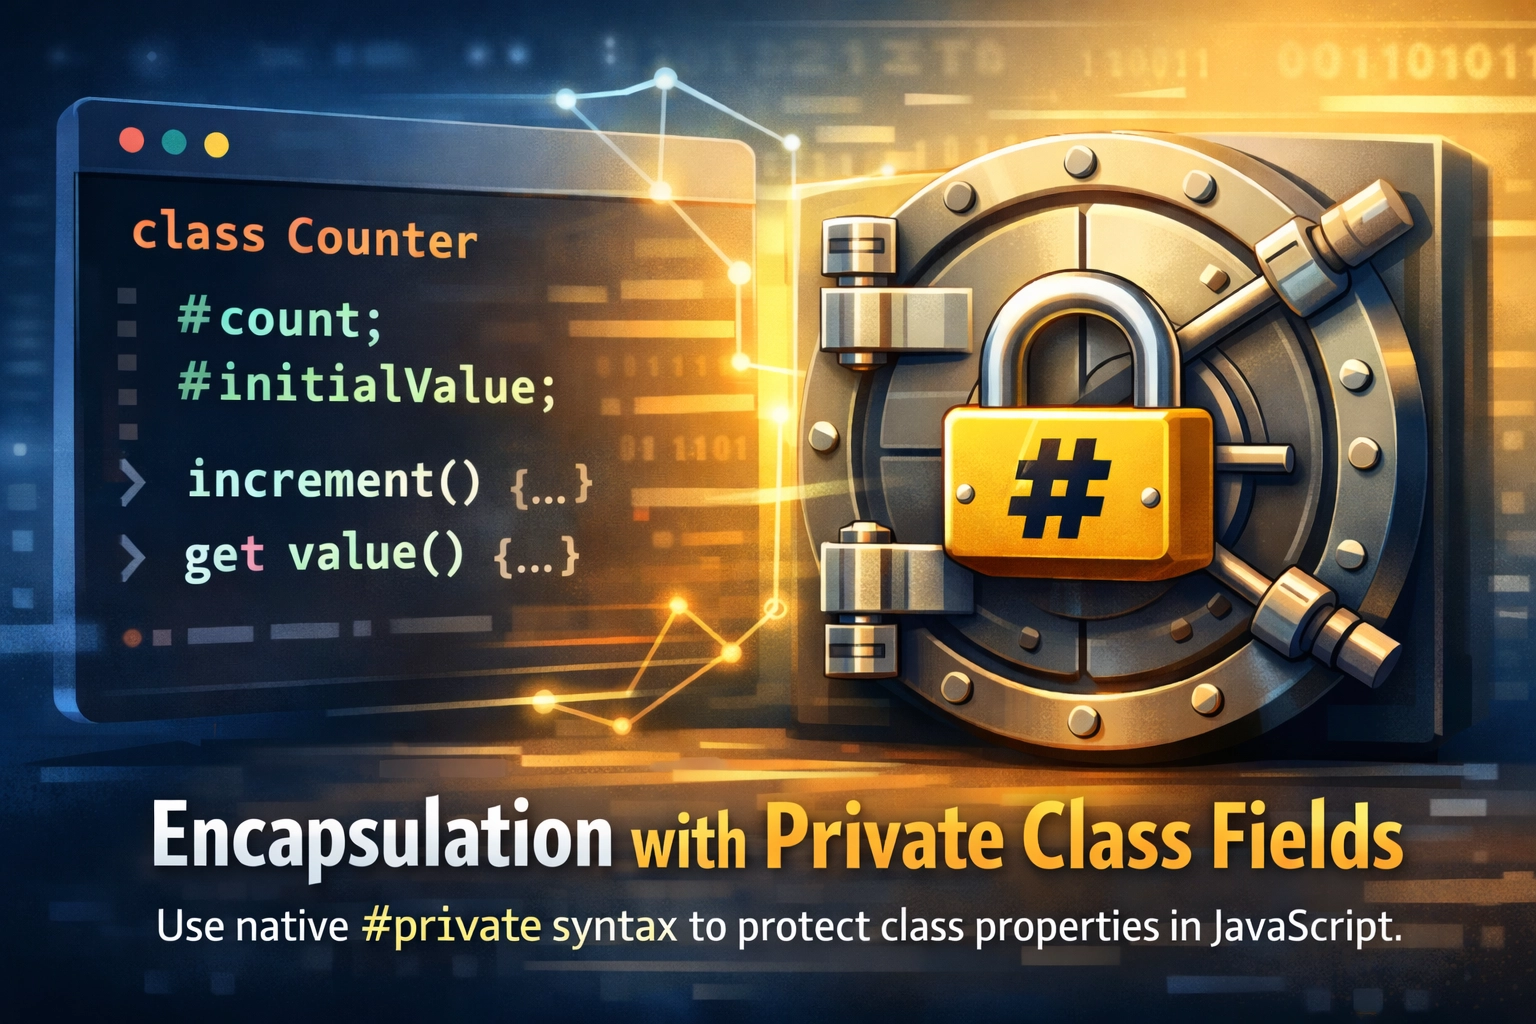 00110101
class Counter
#count;
#initialValue;
increment() {...}
get value() {...}
#
Encapsulation with Private Class Fields
Use native #private syntax to protect class properties in JavaScript.